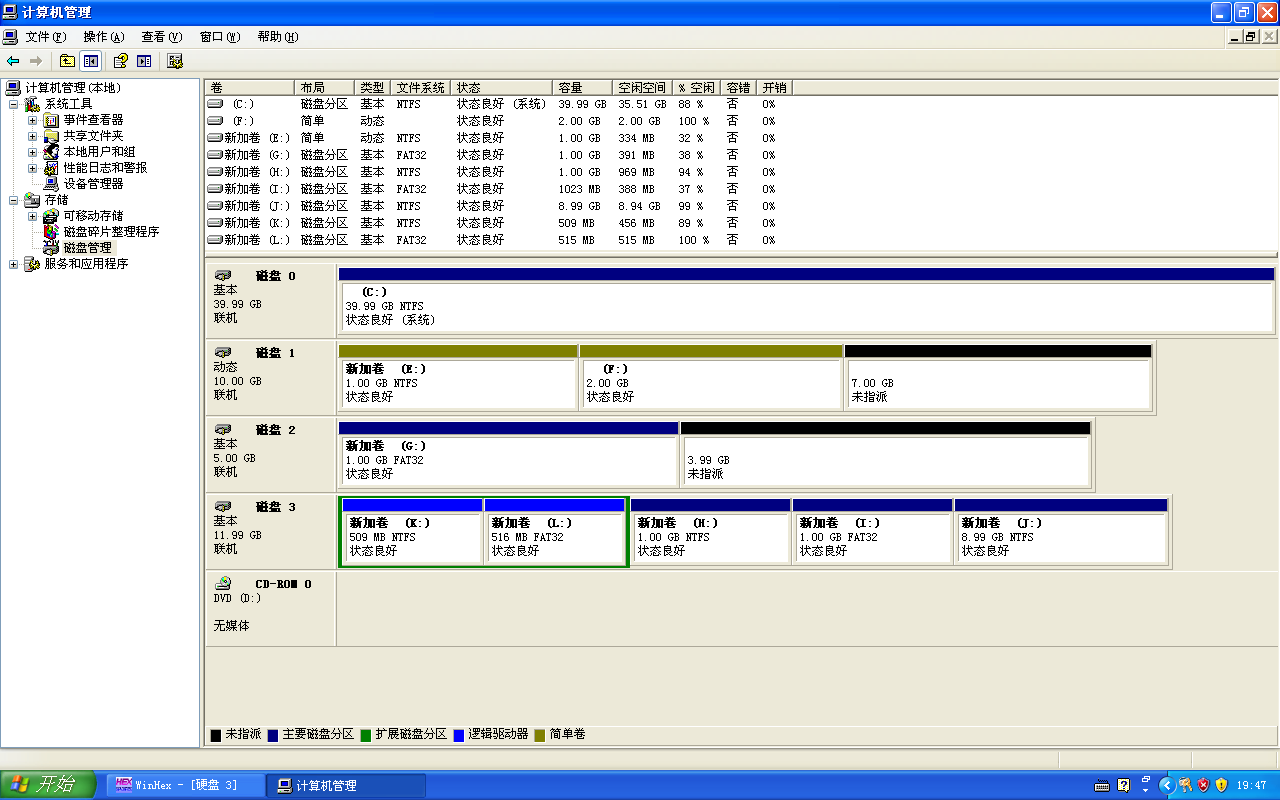 计算机管理
文件(F) 操作(A) 查看(V) 窗口(W) 帮助(H)
计算机管理(本地)
系统工具
事件查看器
共享文件夹
本地用户和组
性能日志和警报
设备管理器
存储
可移动存储
磁盘碎片整理程序
磁盘管理
服务和应用程序
卷 布局 类型 文件系统 状态 容量 空闲空间 % 空闲 容错 开销
(C:) 磁盘分区 基本 NTFS 状态良好 (系统) 39.99 GB 35.51 GB 88 % 否 0%
(F:) 简单 动态 状态良好 2.00 GB 2.00 GB 100 % 否 0%
新加卷 (E:) 简单 动态 NTFS 状态良好 1.00 GB 334 MB 32 % 否 0%
新加卷 (G:) 磁盘分区 基本 FAT32 状态良好 1.00 GB 391 MB 38 % 否 0%
新加卷 (H:) 磁盘分区 基本 NTFS 状态良好 1.00 GB 969 MB 94 % 否 0%
新加卷 (I:) 磁盘分区 基本 FAT32 状态良好 1023 MB 388 MB 37 % 否 0%
新加卷 (J:) 磁盘分区 基本 NTFS 状态良好 8.99 GB 8.94 GB 99 % 否 0%
新加卷 (K:) 磁盘分区 基本 NTFS 状态良好 509 MB 456 MB 89 % 否 0%
新加卷 (L:) 磁盘分区 基本 FAT32 状态良好 515 MB 515 MB 100 % 否 0%
磁盘 0
基本
39.99 GB
联机
(C:)
39.99 GB NTFS
状态良好 (系统)
磁盘 1
动态
10.00 GB
联机
新加卷 (E:)
1.00 GB NTFS
状态良好
(F:)
2.00 GB
状态良好
7.00 GB
未指派
磁盘 2
基本
5.00 GB
联机
新加卷 (G:)
1.00 GB FAT32
状态良好
3.99 GB
未指派
磁盘 3
基本
11.99 GB
联机
新加卷 (K:)
509 MB NTFS
状态良好
新加卷 (L:)
516 MB FAT32
状态良好
新加卷 (H:)
1.00 GB NTFS
状态良好
新加卷 (I:)
1.00 GB FAT32
状态良好
新加卷 (J:)
8.99 GB NTFS
状态良好
CD-ROM 0
DVD (D:)
无媒体
未指派 主要磁盘分区 扩展磁盘分区 逻辑驱动器 简单卷
开始 WinHex - [硬盘 3] 计算机管理 19:47